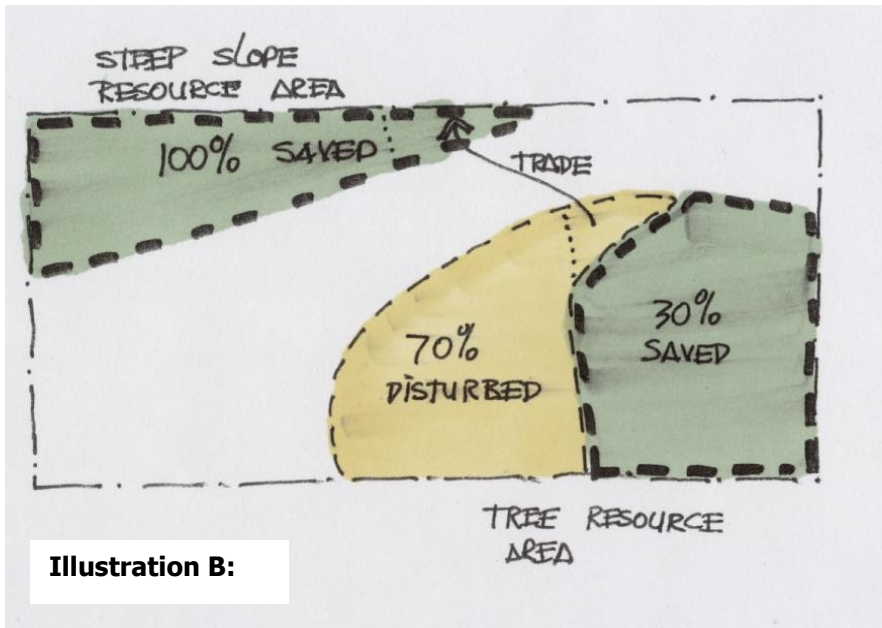 STEEP SLOPE
RESOURCE AREA
100% SAVED
TRADE
70%
DISTURBED
30%
SAVED
TREE RESOURCE
AREA
Illustration B: